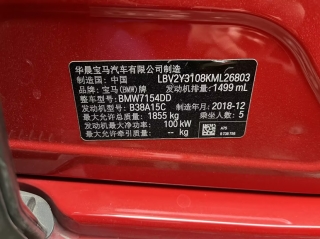 华晨宝马汽车有限公司
制造国：中国 LBV2Y3108KML26803
品牌：宝马(BMW)牌 发动机排量：1499 mL
整车型号：BMW7154DD
发动机型号：B38A15C 制造年月：2018-12
最大允许总质量：1855 kg 乘坐人数：5
发动机最大净功率：100 kW
最大允许牵引质量：-- kg